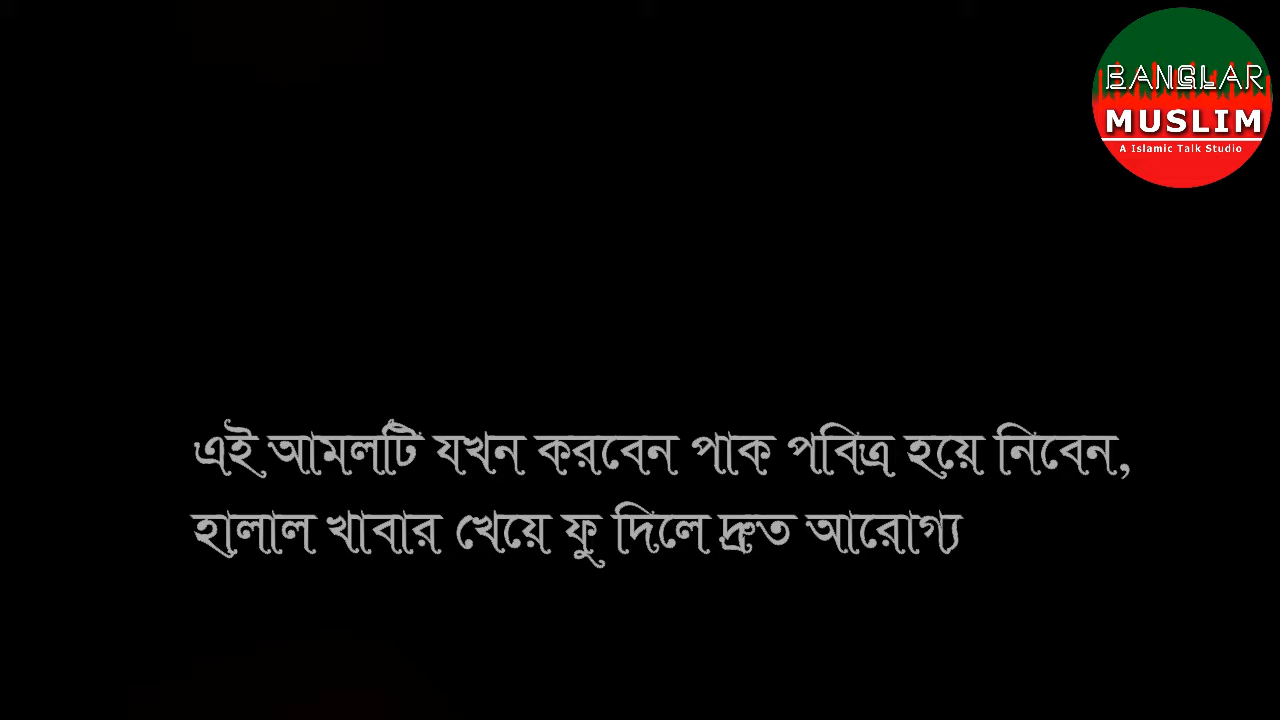 BANGLAR
MUSLIM
A Islamic Talk Studio
এই আমলটি যখন করবেন পাক পবিত্র হয়ে নিবেন,
হালাল খাবার খেয়ে ফু দিলে দ্রুত আরোগ্য